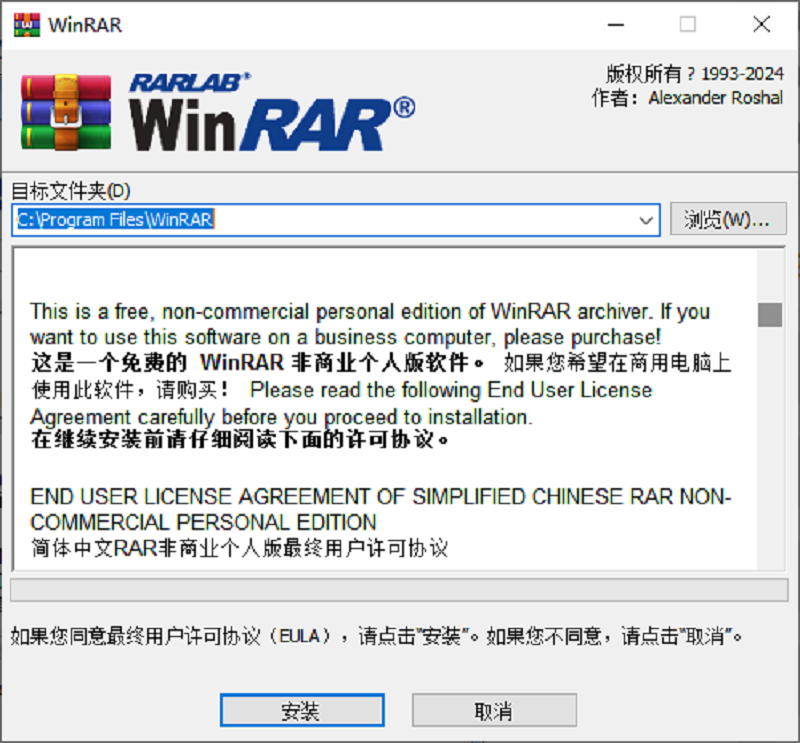 WinRAR
RARLAB®
WinRAR®
版权所有 ? 1993-2024
作者： Alexander Roshal
目标文件夹(D)
C:\Program Files\WinRAR
浏览(W)...
This is a free, non-commercial personal edition of WinRAR archiver. If you
want to use this software on a business computer, please purchase!
这是一个免费的 WinRAR 非商业个人版软件。 如果您希望在商用电脑上
使用此软件，请购买！ Please read the following End User License
Agreement carefully before you proceed to installation.
在继续安装前请仔细阅读下面的许可协议。
END USER LICENSE AGREEMENT OF SIMPLIFIED CHINESE RAR NON-
COMMERCIAL PERSONAL EDITION
简体中文RAR非商业个人版最终用户许可协议
如果您同意最终用户许可协议（EULA），请点击"安装"。如果您不同意，请点击"取消"。
安装
取消